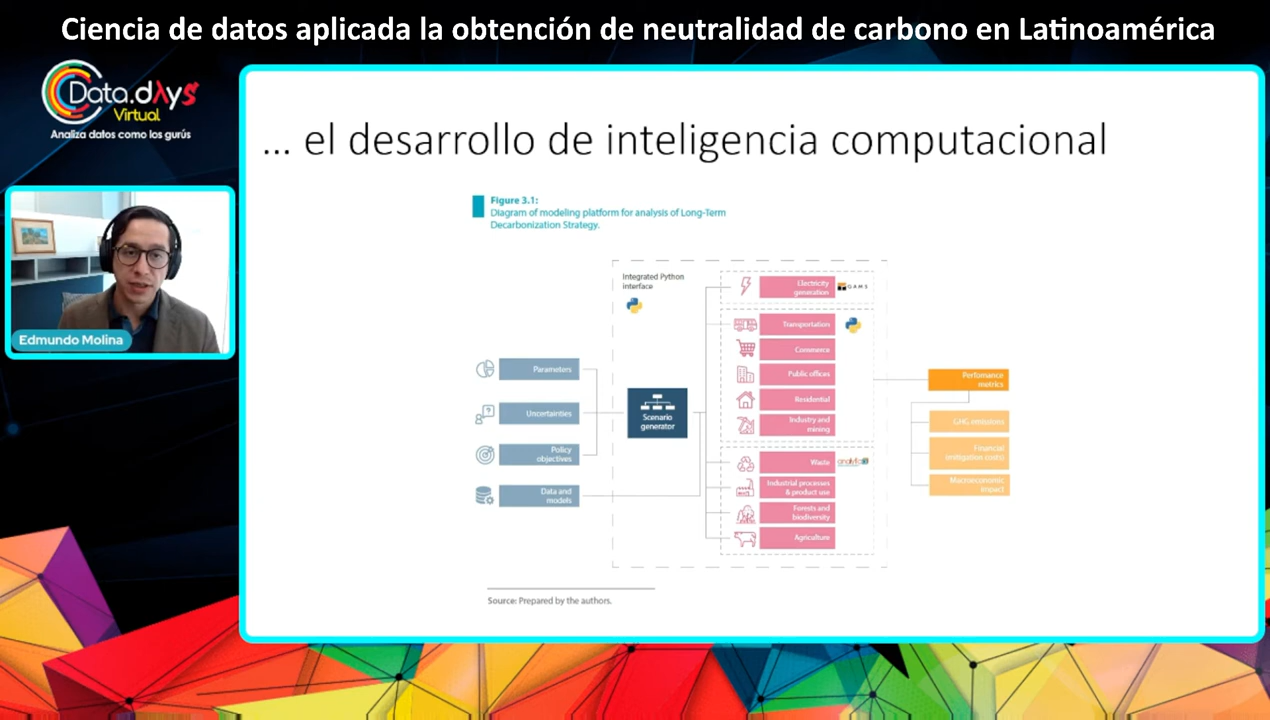 Ciencia de datos aplicada la obtención de neutralidad de carbono en Latinoamérica
Data.dλys
Virtual
Analiza datos como los gurús
Edmundo Molina
... el desarrollo de inteligencia computacional
Figure 3.1:
Diagram of modeling platform for analysis of Long-Term
Decarbonization Strategy.
Integrated Python
interface
Parameters
Uncertainties
Policy
objectives
Data and
models
Scenario
generator
Electricity
generation
GAMS
Transportation
Commerce
Public offices
Residential
Industry and
mining
Waste
Industrial processes
& product use
Forests and
biodiversity
Agriculture
Perfomance
metrics
GHG emissions
Financial
(mitigation costs)
Macroeconomic
impact
Source: Prepared by the authors.